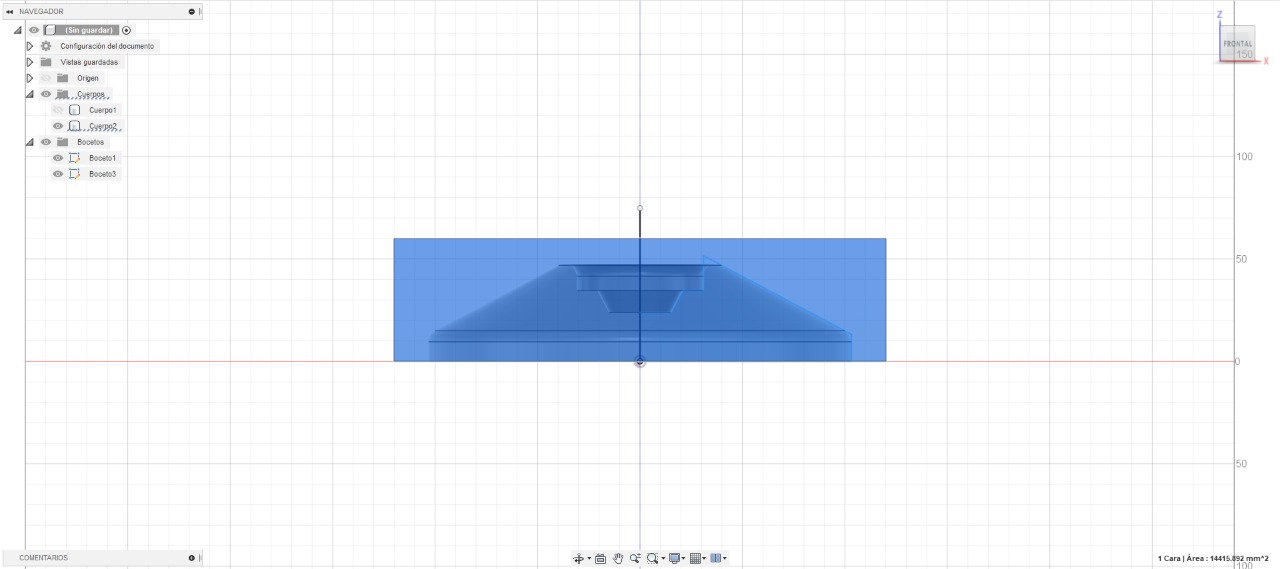 NAVEGADOR
(Sin guardar)
Configuración del documento
Vistas guardadas
Origen
Cuerpos
Cuerpo1
Cuerpo2
Bocetos
Boceto1
Boceto3
Z
FRONTAL
150
X
100
50
0
50
100
COMENTARIOS
1 Cara | Área : 14415.892 mm^2